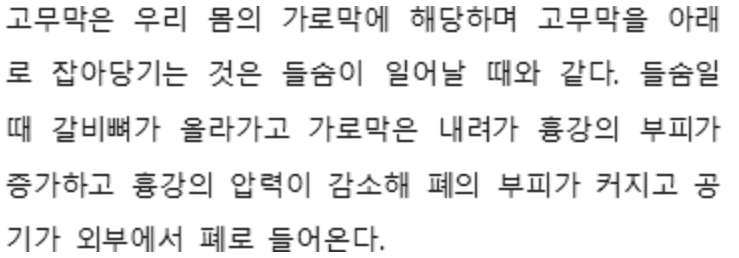 고무막은 우리 몸의 가로막에 해당하며 고무막을 아래
로 잡아당기는 것은 들숨이 일어날 때와 같다. 들숨일
때 갈비뼈가 올라가고 가로막은 내려가 흉강의 부피가
증가하고 흉강의 압력이 감소해 폐의 부피가 커지고 공
기가 외부에서 폐로 들어온다.